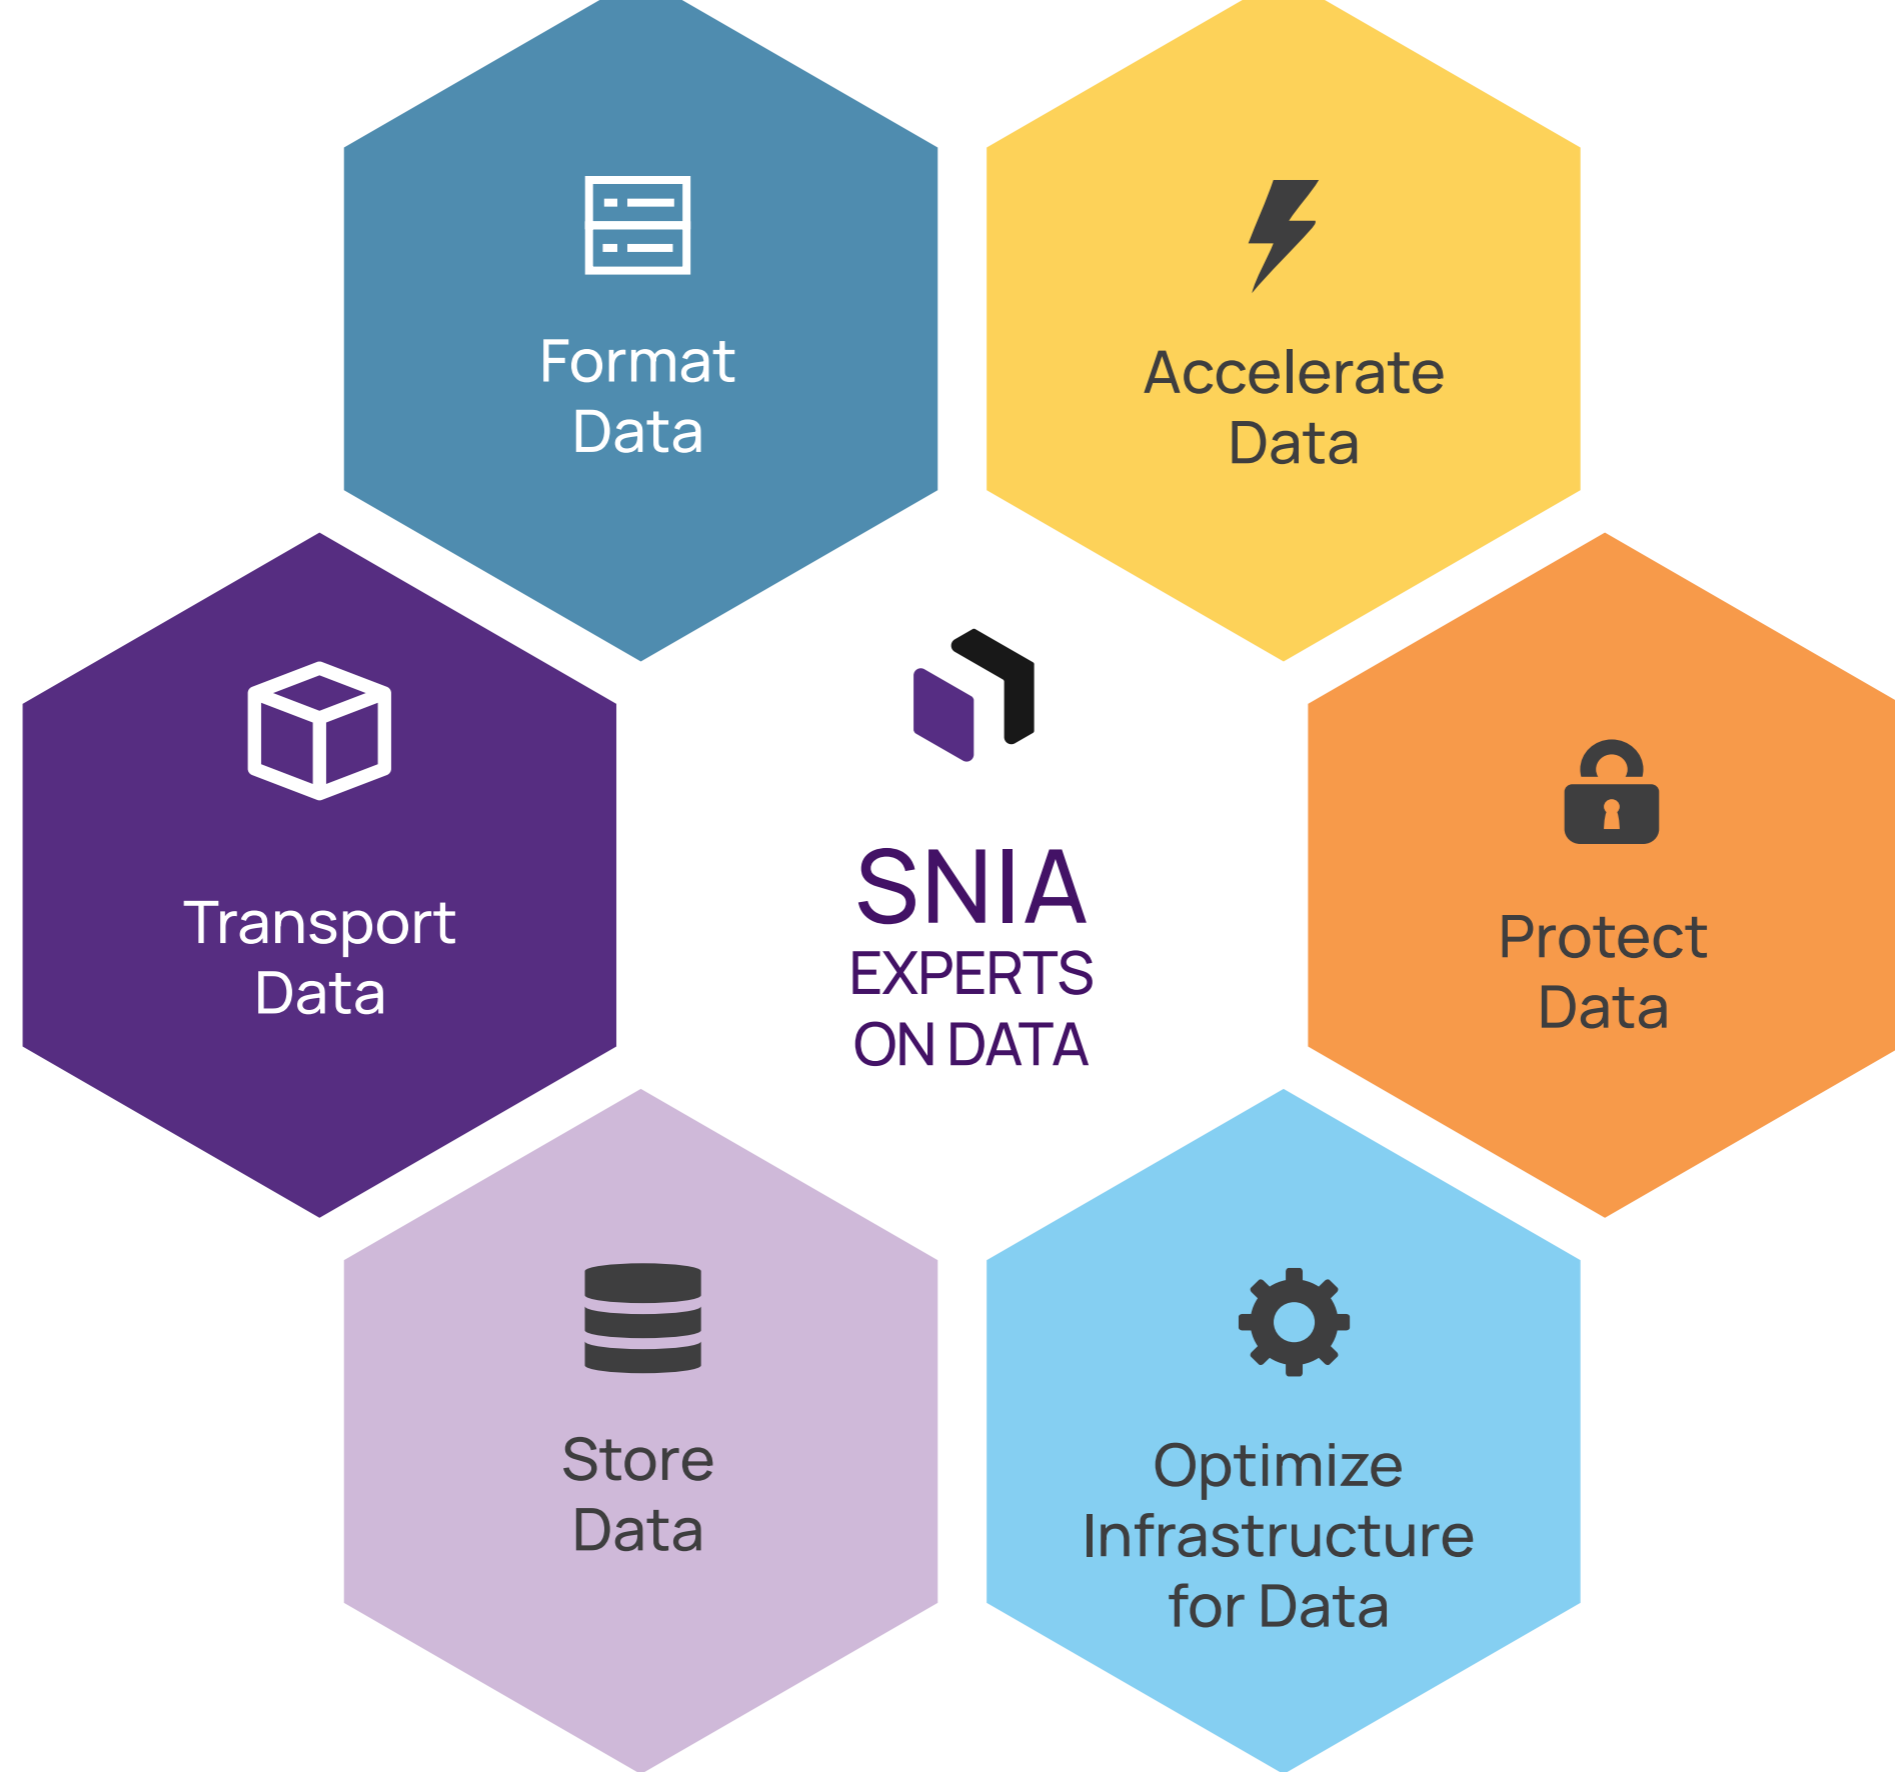 Format
Data
Accelerate
Data
Transport
Data
SNIA
EXPERTS
ON DATA
Protect
Data
Store
Data
Optimize
Infrastructure
for Data